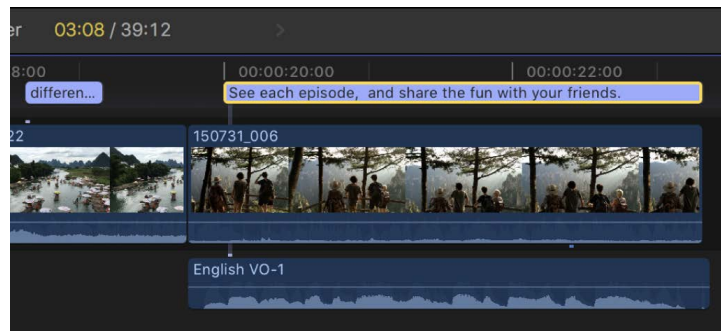 er 03:08 / 39:12
8:00 00:00:20:00 00:00:22:00
differen... See each episode, and share the fun with your friends.
22 150731_006
English VO-1